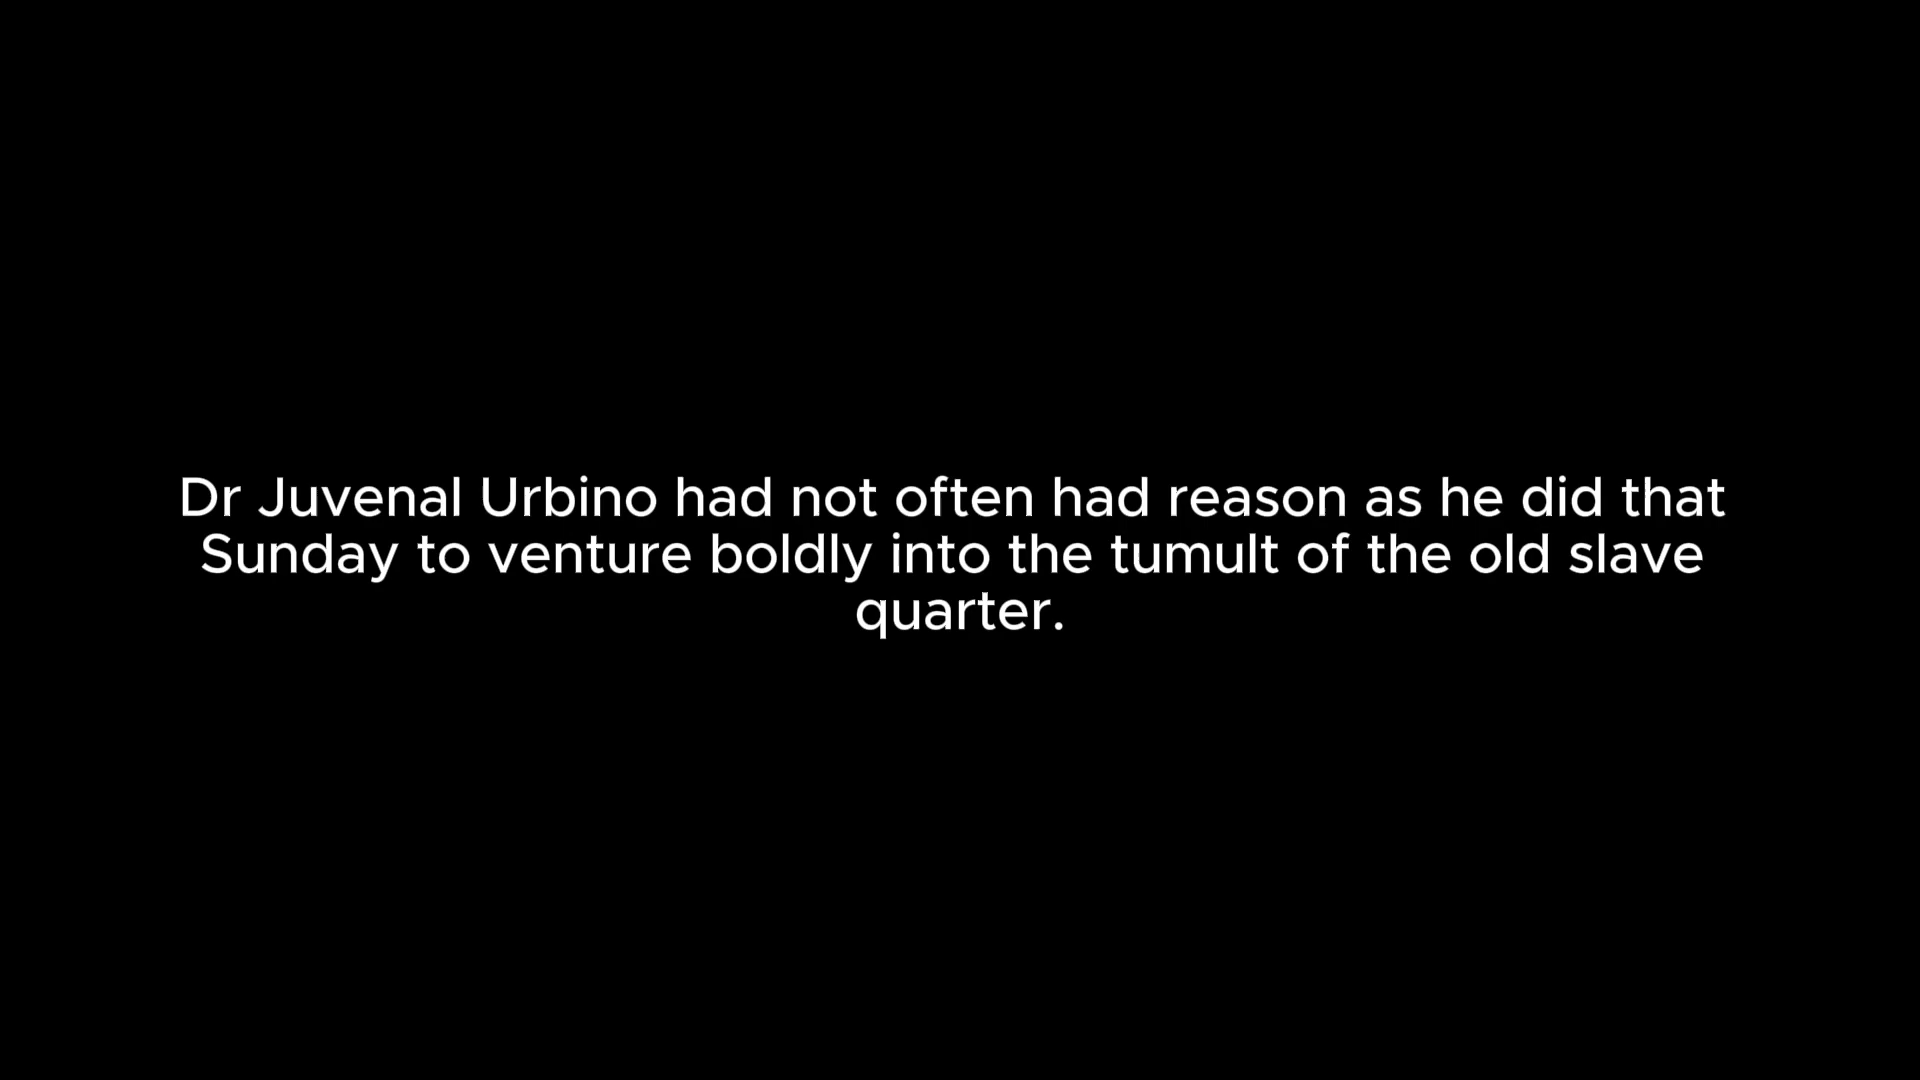 Dr Juvenal Urbino had not often had reason as he did that
Sunday to venture boldly into the tumult of the old slave
quarter.